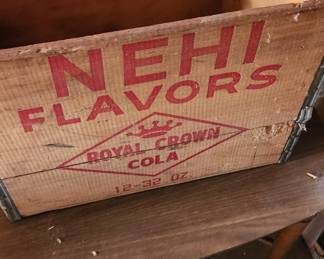 NEHI
FLAVORS
ROYAL CROWN
COLA
12-32 OZ